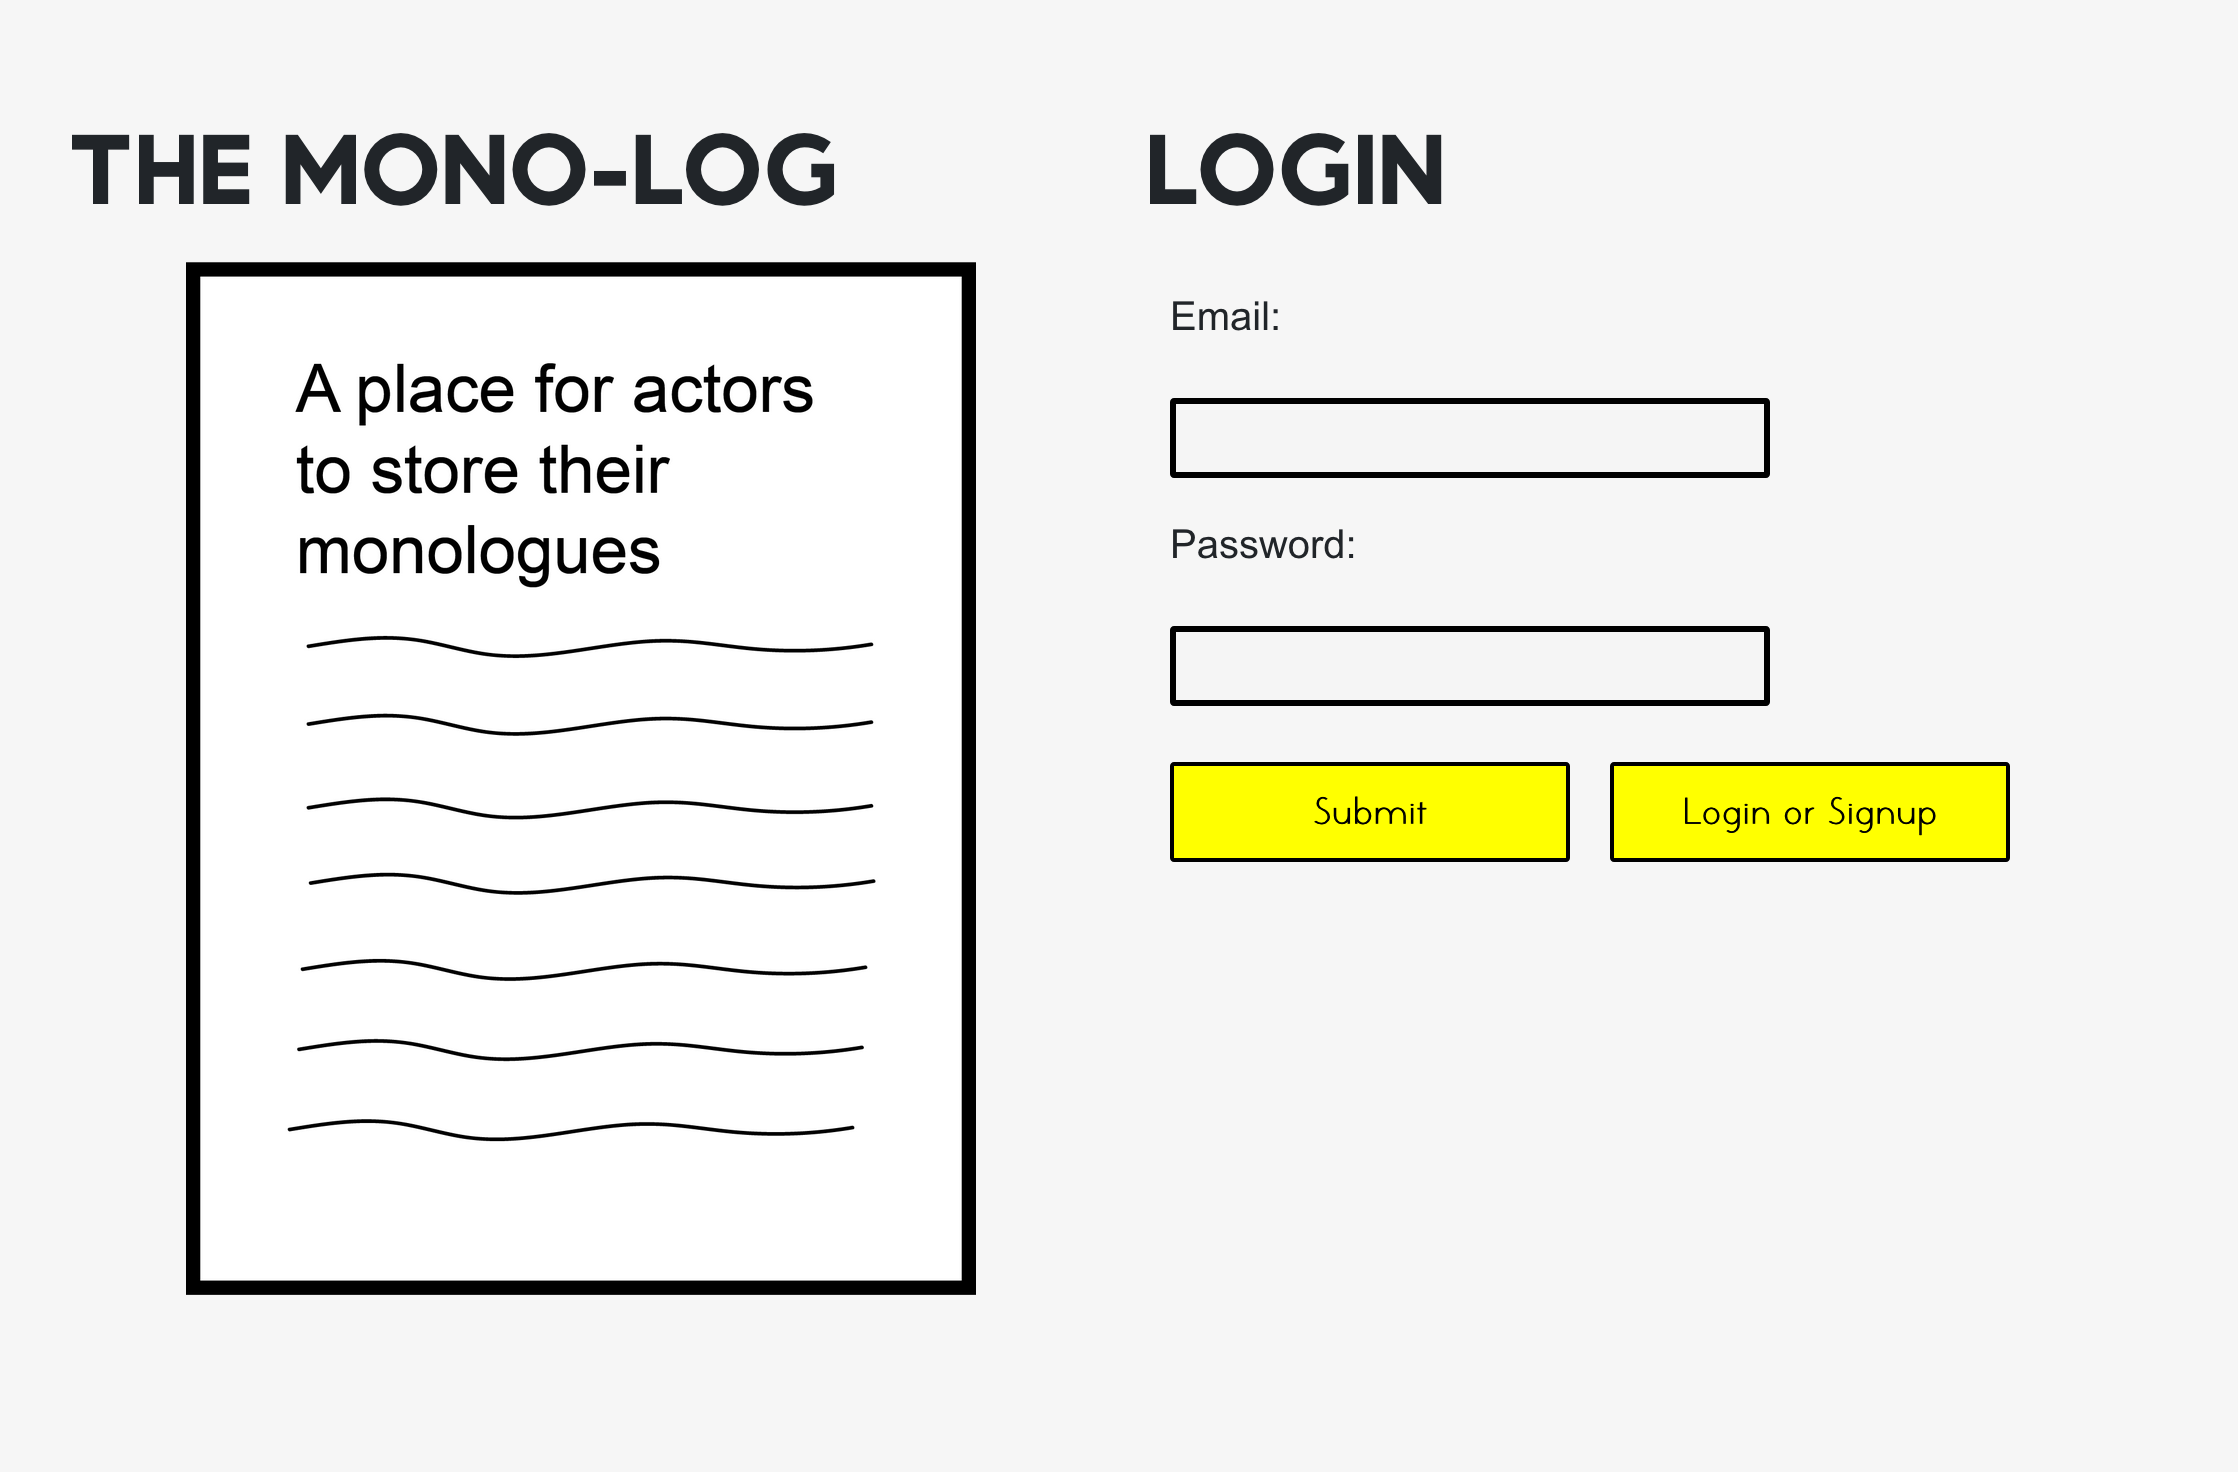 THE MONO-LOG
A place for actors
to store their
monologues
LOGIN
Email:
Password:
Submit
Login or Signup